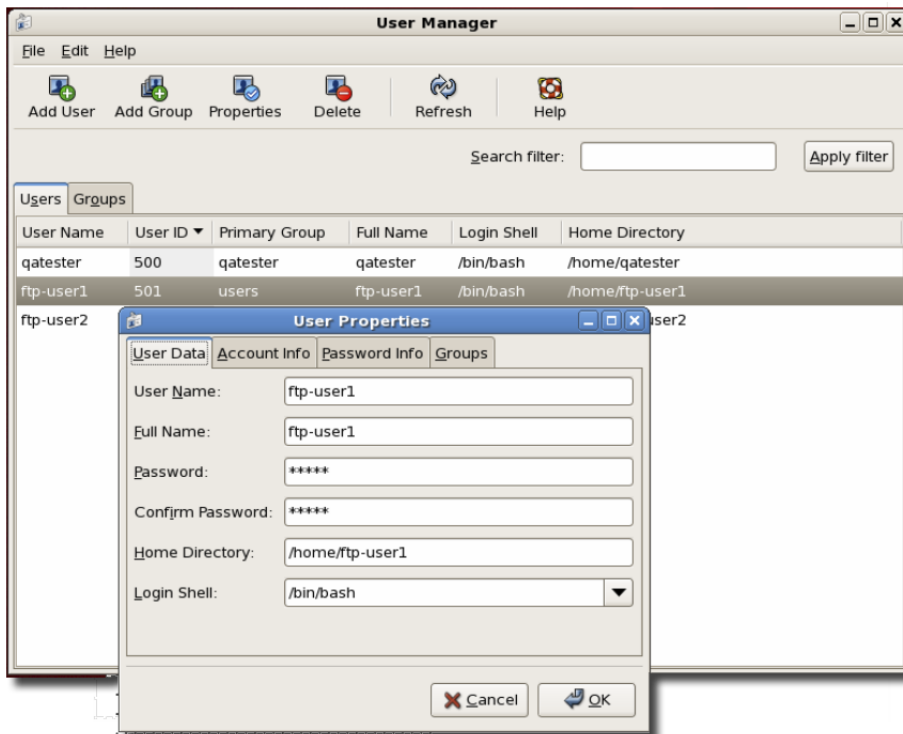 User Manager
File Edit Help
Add User Add Group Properties Delete Refresh Help
Search filter: Apply filter
Users Groups
User Name User ID Primary Group Full Name Login Shell Home Directory
qatester 500 qatester qatester /bin/bash /home/qatester
ftp-user1 501 users ftp-user1 /bin/bash /home/ftp-user1
ftp-user2 user2
User Properties
User Data Account Info Password Info Groups
User Name: ftp-user1
Full Name: ftp-user1
Password: *****
Confirm Password: *****
Home Directory: /home/ftp-user1
Login Shell: /bin/bash
Cancel OK